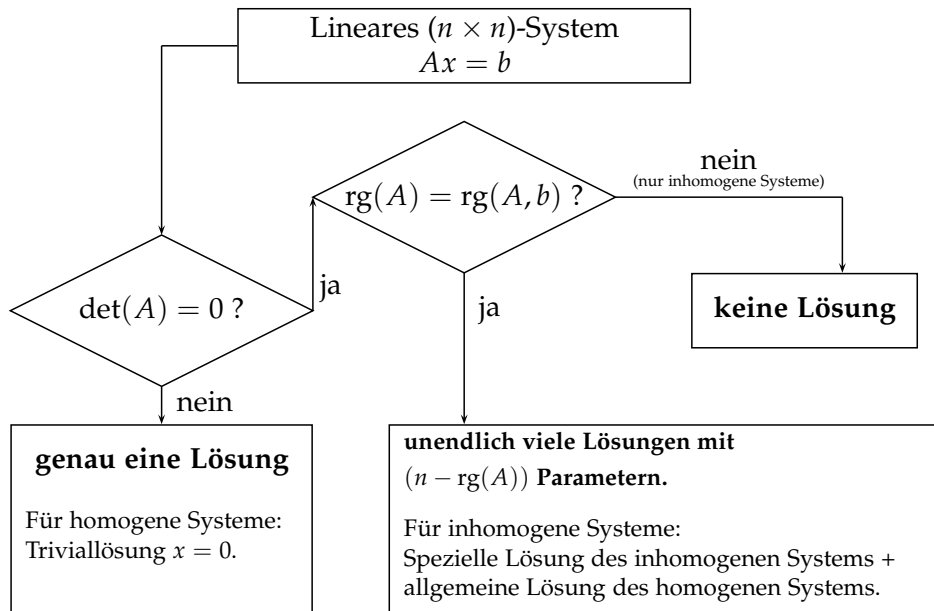 Lineares (n × n)-System
Ax = b
rg(A) = rg(A, b) ?
nein
(nur inhomogene Systeme)
ja
det(A) = 0 ?
ja
keine Lösung
nein
genau eine Lösung
Für homogene Systeme:
Triviallösung x = 0.
unendlich viele Lösungen mit
(n − rg(A)) Parametern.
Für inhomogene Systeme:
Spezielle Lösung des inhomogenen Systems +
allgemeine Lösung des homogenen Systems.